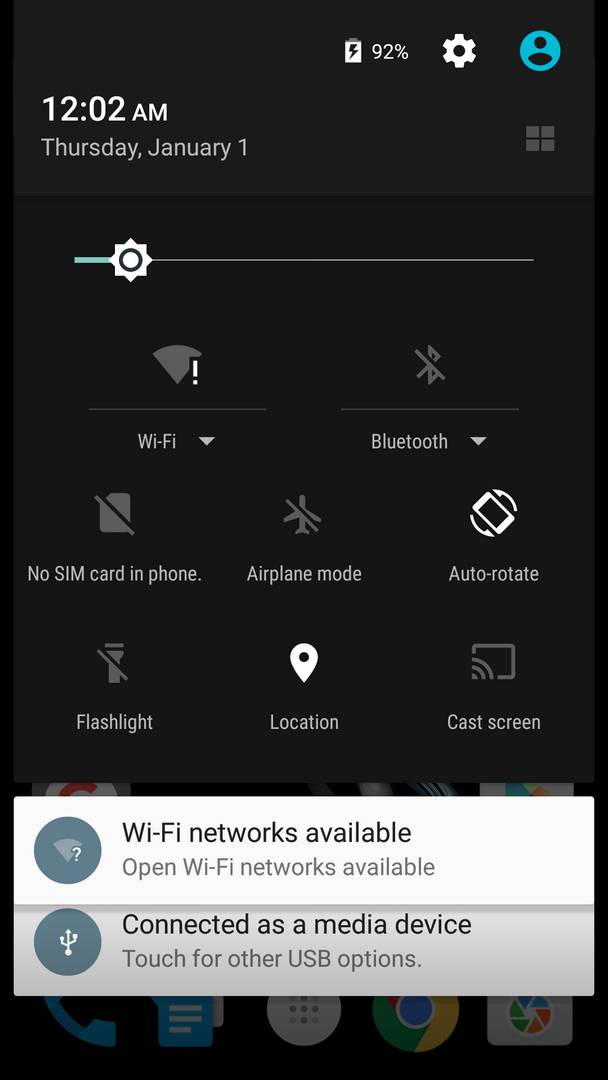 92%
12:02 AM
Thursday, January 1
Wi-Fi
Bluetooth
No SIM card in phone.
Airplane mode
Auto-rotate
Flashlight
Location
Cast screen
Wi-Fi networks available
Open Wi-Fi networks available
Connected as a media device
Touch for other USB options.